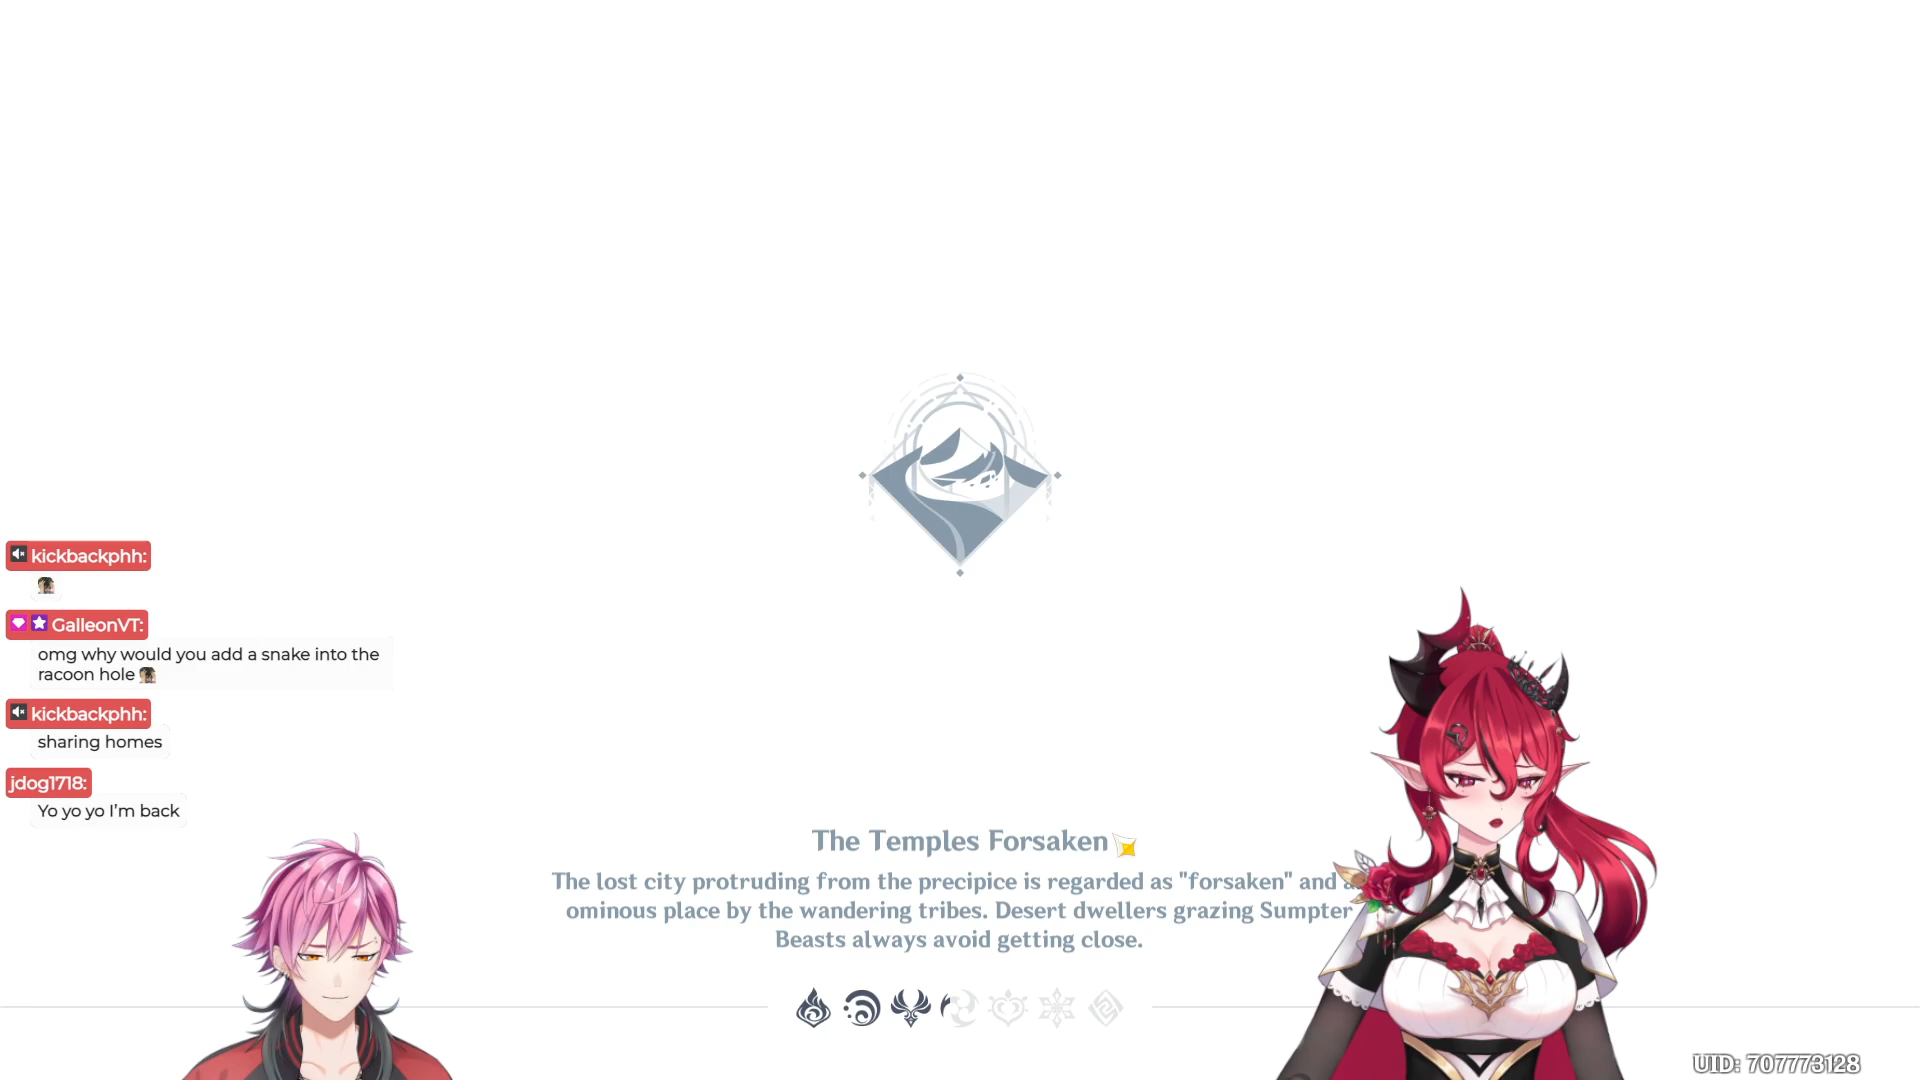 kickbackphh:
GalleonVT:
omg why would you add a snake into the
racoon hole
kickbackphh:
sharing homes
jdog1718:
Yo yo yo I'm back
The Temples Forsaken
The lost city protruding from the precipice is regarded as "forsaken" and
ominous place by the wandering tribes. Desert dwellers grazing Sumpter
Beasts always avoid getting close.
UID: 707773128